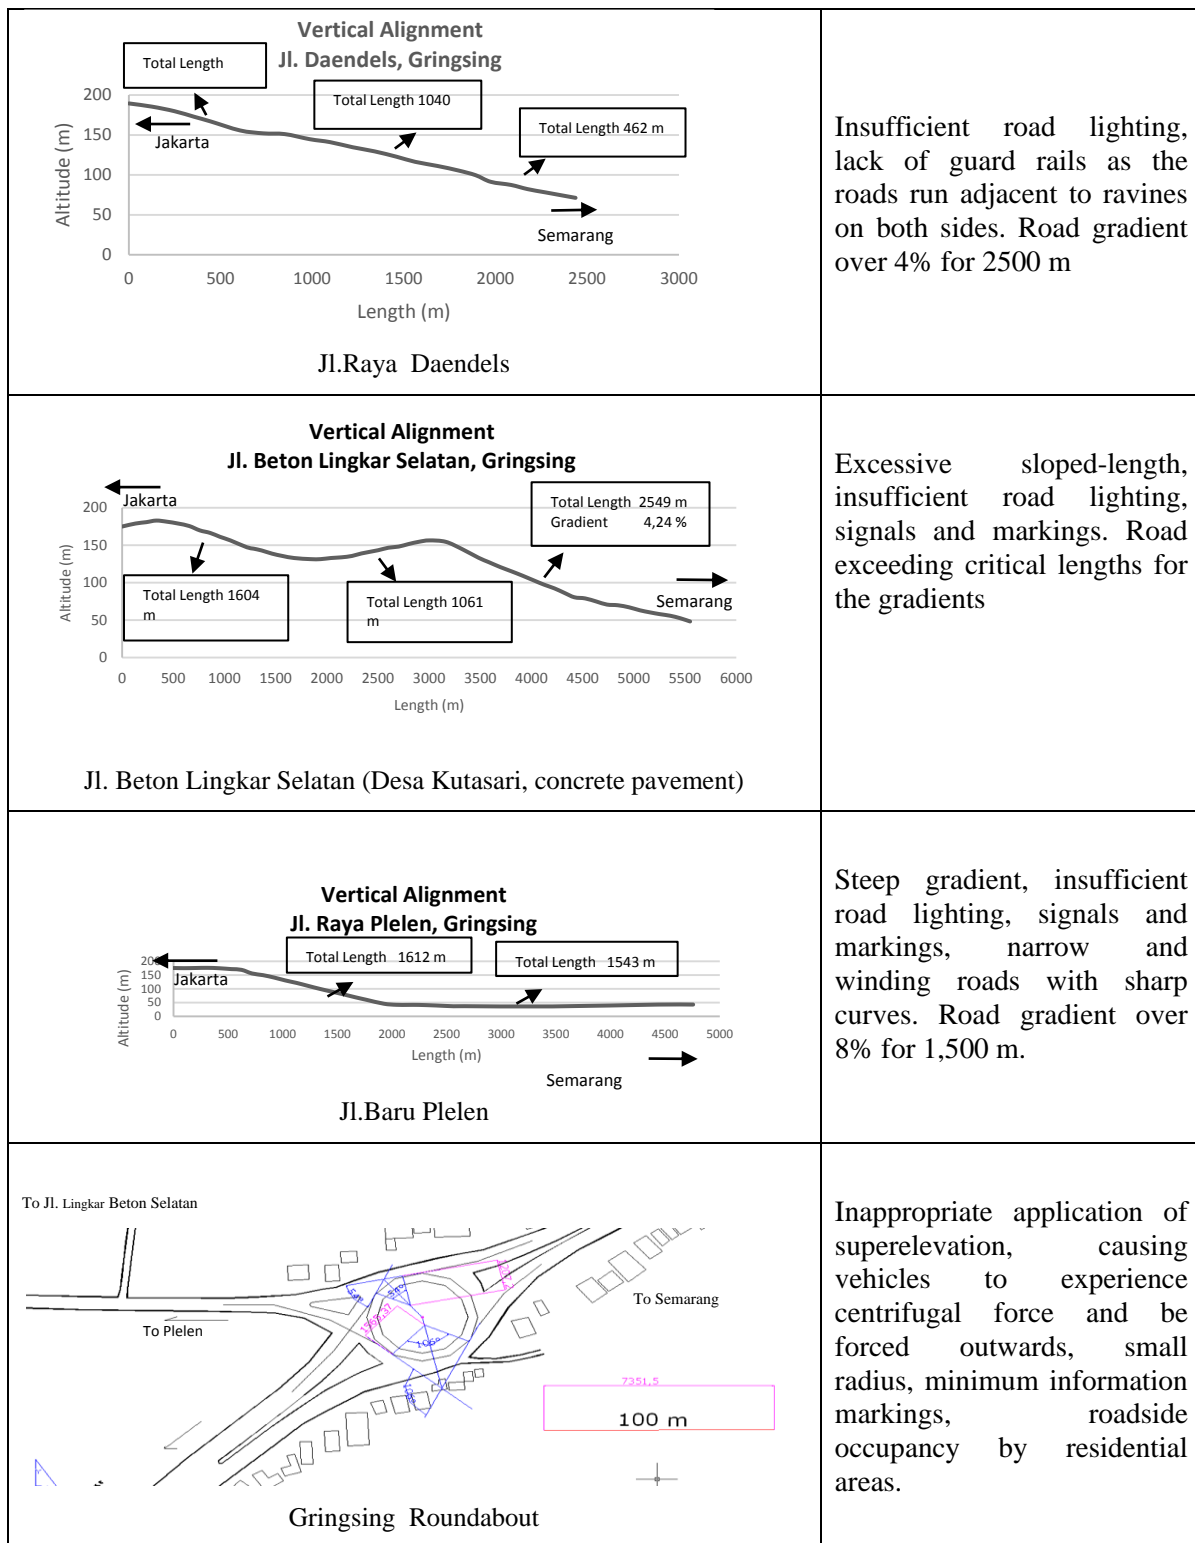 Vertical Alignment
Jl. Daendels, Gringsing
Total Length
Total Length 1040
Total Length 462 m
Jakarta
Semarang
Altitude (m)
200
150
100
50
0
0 500 1000 1500 2000 2500 3000
Length (m)
Jl.Raya Daendels
Insufficient road lighting,
lack of guard rails as the
roads run adjacent to ravines
on both sides. Road gradient
over 4% for 2500 m
Vertical Alignment
Jl. Beton Lingkar Selatan, Gringsing
Jakarta
Total Length 2549 m
Gradient 4,24 %
Total Length 1604
m
Total Length 1061
m
Semarang
Altitude (m)
200
150
100
50
0
0 500 1000 1500 2000 2500 3000 3500 4000 4500 5000 5500 6000
Length (m)
Jl. Beton Lingkar Selatan (Desa Kutasari, concrete pavement)
Excessive sloped-length,
insufficient road lighting,
signals and markings. Road
exceeding critical lengths for
the gradients
Vertical Alignment
Jl. Raya Plelen, Gringsing
Total Length 1612 m
Total Length 1543 m
Jakarta
Altitude (m)
200
150
100
50
0
0 500 1000 1500 2000 2500 3000 3500 4000 4500 5000
Length (m)
Semarang
Jl.Baru Plelen
Steep gradient, insufficient
road lighting, signals and
markings, narrow and
winding roads with sharp
curves. Road gradient over
8% for 1,500 m.
To Jl. Lingkar Beton Selatan
To Semarang
To Plelen
106°
7351,5
100 m
Gringsing Roundabout
Inappropriate application of
superelevation, causing
vehicles to experience
centrifugal force and be
forced outwards, small
radius, minimum information
markings, roadside
occupancy by residential
areas.